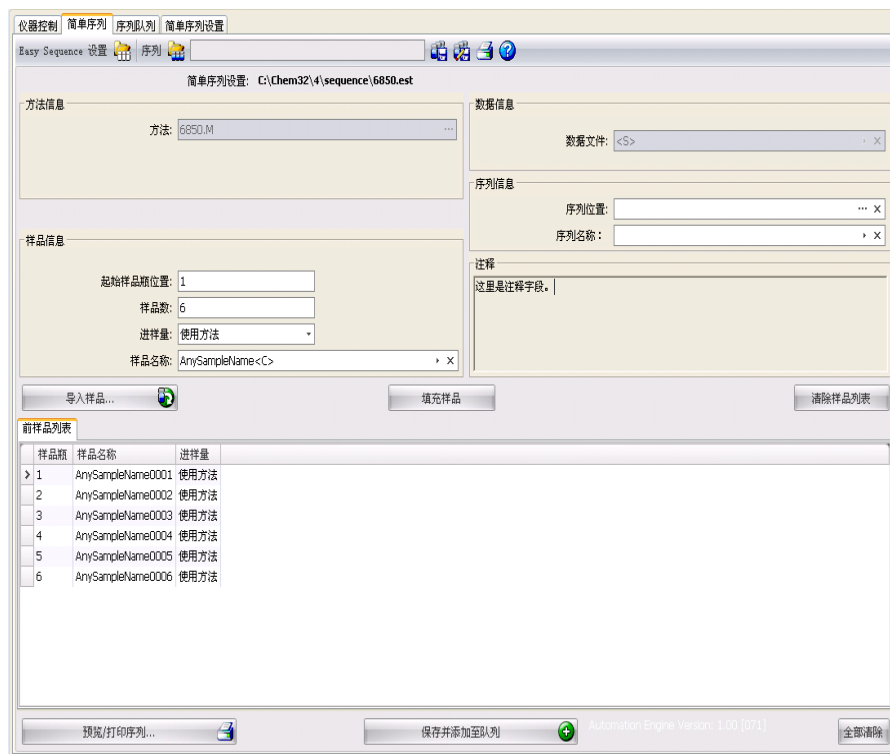 仪器控制 简单序列 序列队列 简单序列设置
Easy Sequence 设置 序列
简单序列设置: C:\Chem32\4\sequence\6850.est
方法信息
方法: 6850.M ...
数据信息
数据文件: <S> X
序列信息
序列位置: ... X
序列名称: X
样品信息
起始样品瓶位置: 1
样品数: 6
进样量: 使用方法
样品名称: AnySampleName<C> X
注释
这里是注释字段。
导入样品... 填充样品 清除样品列表
前样品列表
样品瓶 样品名称 进样量
1 AnySampleName0001 使用方法
2 AnySampleName0002 使用方法
3 AnySampleName0003 使用方法
4 AnySampleName0004 使用方法
5 AnySampleName0005 使用方法
6 AnySampleName0006 使用方法
预览/打印序列... 保存并添加至队列 Automation Engine Version: 1.00 [071] 全部清除